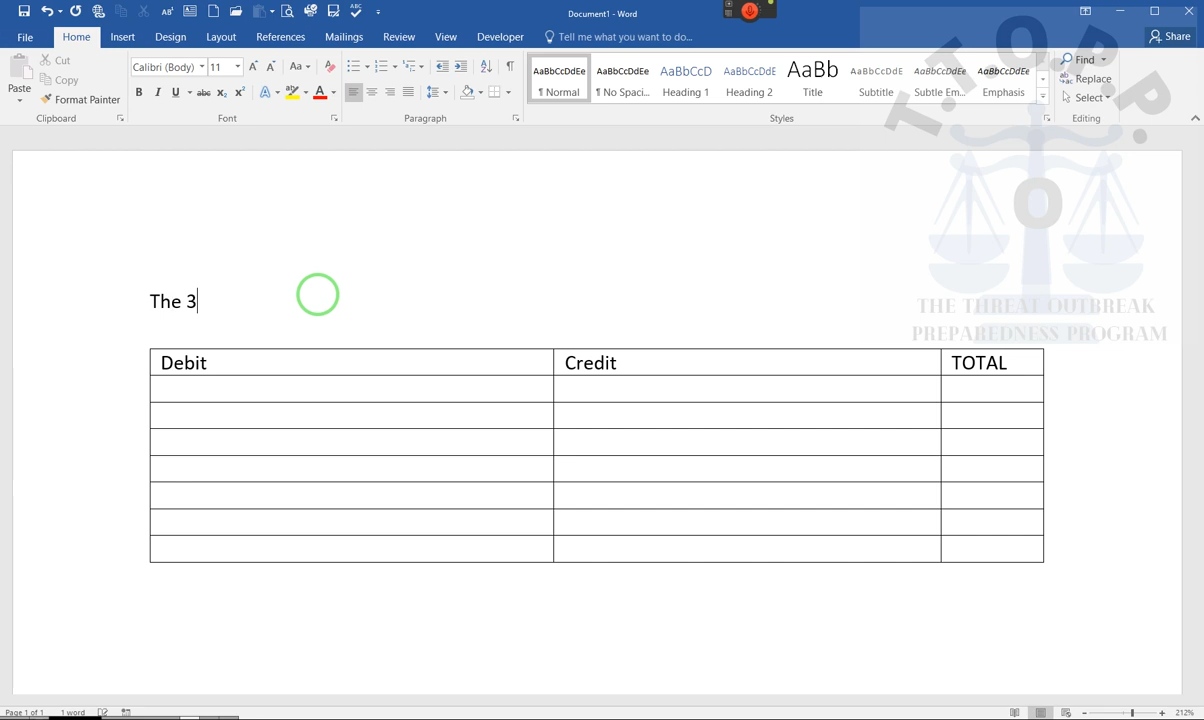 Document1 - Word
File Home Insert Design Layout References Mailings Review View Developer Tell me what you want to do... Share
Paste
Cut
Copy
Format Painter
Clipboard
Calibri (Body) 11
Font
Paragraph
AaBbCcDdEe AaBbCcDdEe AaBbCcD AaBbCcDdE AaBb AaBbCcDdE AaBbCcDdEe AaBbCcDdEe
¶ Normal ¶ No Spaci... Heading 1 Heading 2 Title Subtitle Subtle Em... Emphasis
Styles
Find
Replace
Select
Editing
T.T.O.P.P.
THE THREAT OUTBREAK
PREPAREDNESS PROGRAM
The 3
Debit Credit TOTAL
Page 1 of 1 1 word 212%